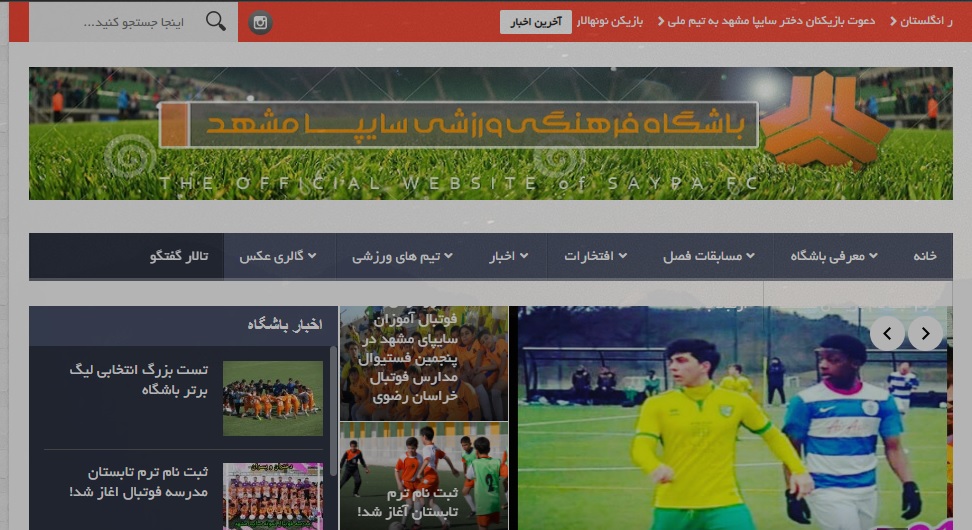 اینجا جستجو کنید...
آخرین اخبار
بازیکن نونهالار
دعوت بازیکنان دختر سایپا مشهد به تیم ملی
ر انگلستان
باشگاه فرهنگی ورزشی سایپا مشهد
THE OFFICIAL WEBSITE of SAYPA FC
خانه
معرفی باشگاه
مسابقات فصل
افتخارات
اخبار
تیم های ورزشی
گالری عکس
تالار گفتگو
فوتبال آموزان
سایپای مشهد در
پنجمین فستیوال
مدارس فوتبال
خراسان رضوی
ثبت نام ترم
تابستان آغاز شد!
اخبار باشگاه
تست بزرگ انتخابی لیگ
برتر باشگاه
ثبت نام ترم تابستان
مدرسه فوتبال اغاز شد!